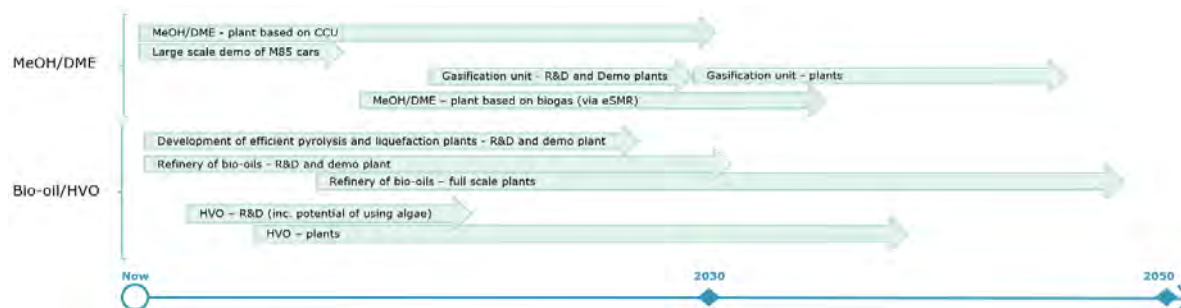 MeOH/DME - plant based on CCU
Large scale demo of M85 cars
MeOH/DME
Gasification unit - R&D and Demo plants
Gasification unit - plants
MeOH/DME – plant based on biogas (via eSMR)
Development of efficient pyrolysis and liquefaction plants - R&D and demo plant
Refinery of bio-oils - R&D and demo plant
Refinery of bio-oils – full scale plants
Bio-oil/HVO
HVO – R&D (inc. potential of using algae)
HVO – plants
Now
2030
2050